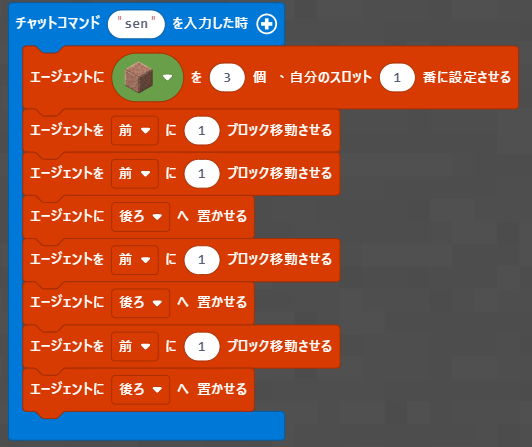 チャットコマンド "sen" を入力した時
エージェントに を 3 個 、自分のスロット 1 番に設定させる
エージェントを 前 に 1 ブロック移動させる
エージェントを 前 に 1 ブロック移動させる
エージェントに 後ろ へ 置かせる
エージェントを 前 に 1 ブロック移動させる
エージェントに 後ろ へ 置かせる
エージェントを 前 に 1 ブロック移動させる
エージェントに 後ろ へ 置かせる